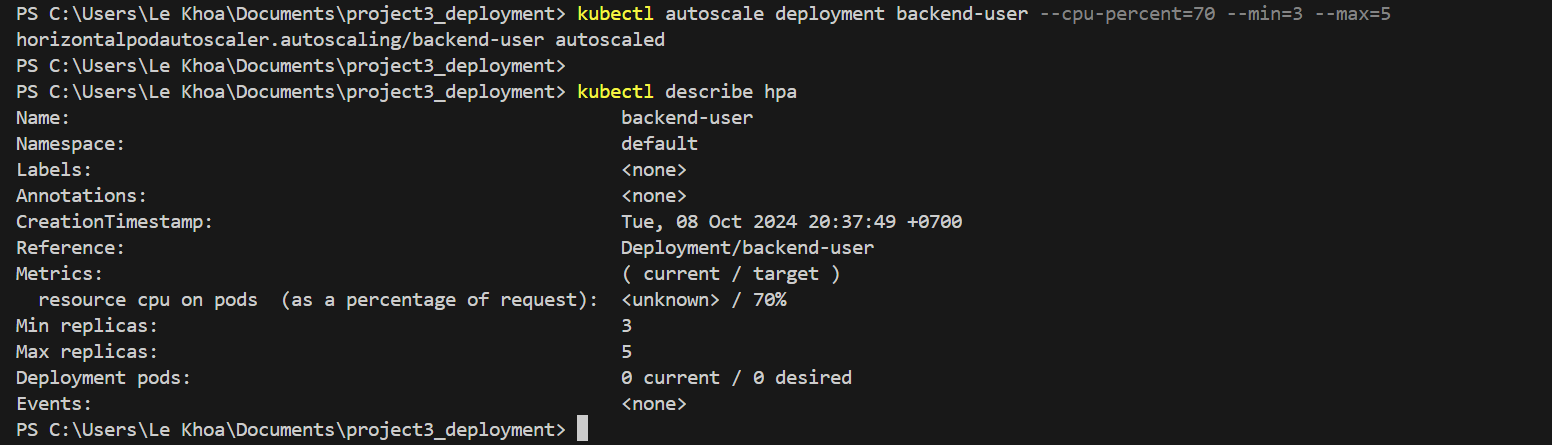 PS C:\Users\Le Khoa\Documents\project3_deployment> kubectl autoscale deployment backend-user --cpu-percent=70 --min=3 --max=5
horizontalpodautoscaler.autoscaling/backend-user autoscaled
PS C:\Users\Le Khoa\Documents\project3_deployment>
PS C:\Users\Le Khoa\Documents\project3_deployment> kubectl describe hpa
Name:                                                  backend-user
Namespace:                                             default
Labels:                                                <none>
Annotations:                                           <none>
CreationTimestamp:                                     Tue, 08 Oct 2024 20:37:49 +0700
Reference:                                             Deployment/backend-user
Metrics:                                               ( current / target )
  resource cpu on pods  (as a percentage of request):  <unknown> / 70%
Min replicas:                                          3
Max replicas:                                          5
Deployment pods:                                       0 current / 0 desired
Events:                                                <none>
PS C:\Users\Le Khoa\Documents\project3_deployment>